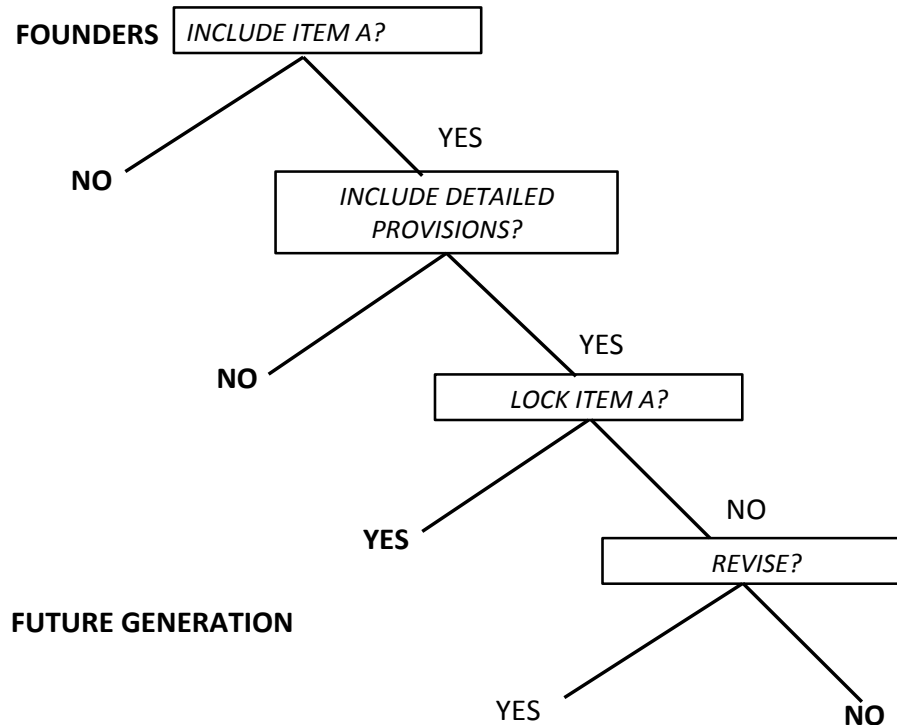 FOUNDERS INCLUDE ITEM A?
YES
NO
INCLUDE DETAILED
PROVISIONS?
YES
NO
LOCK ITEM A?
NO
YES
REVISE?
FUTURE GENERATION
YES
NO